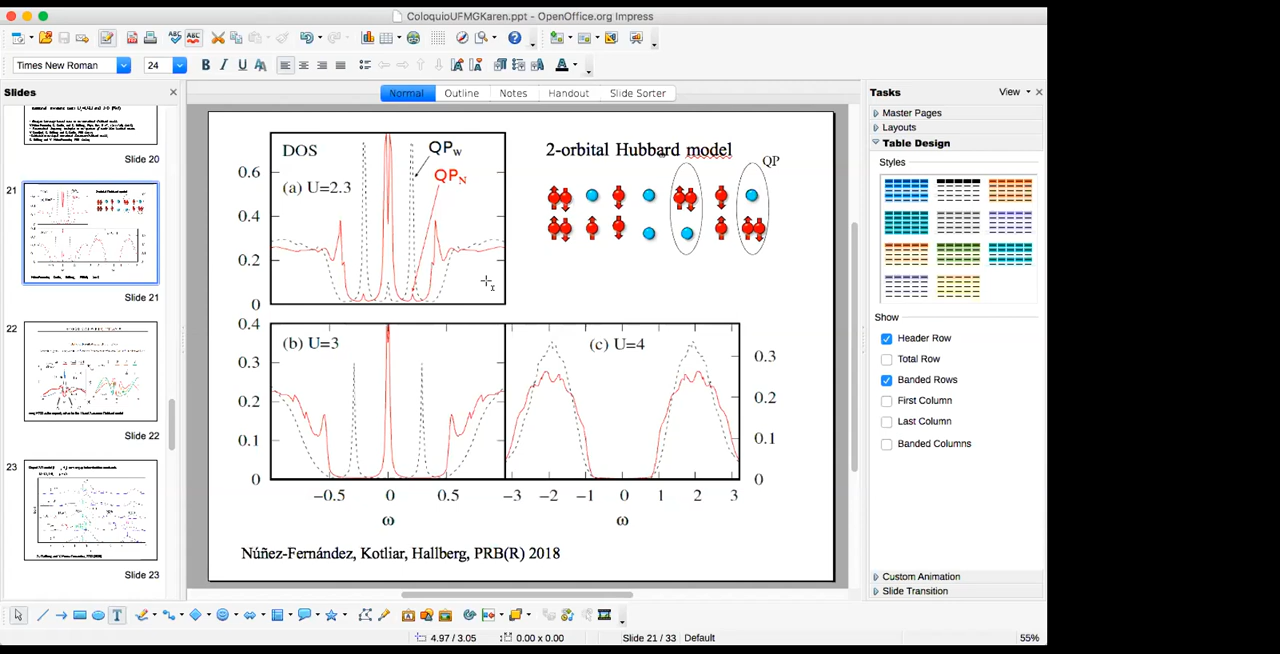 ColoquioUFMGKaren.ppt - OpenOffice.org Impress
Times New Roman
24
Slides
Normal
Outline
Notes
Handout
Slide Sorter
Tasks
View
Master Pages
Layouts
Table Design
Styles
Slide 20
21
Slide 21
22
Slide 22
23
Slide 23
DOS
(a) U=2.3
QPW
QPN
0.6
0.4
0.2
0
2-orbital Hubbard model
QP
0.4
0.3
0.2
0.1
0
(b) U=3
(c) U=4
0.3
0.2
0.1
0
−0.5 0 0.5 −3 −2 −1 0 1 2 3
ω ω
Núñez-Fernández, Kotliar, Hallberg, PRB(R) 2018
Show
Header Row
Total Row
Banded Rows
First Column
Last Column
Banded Columns
Custom Animation
Slide Transition
4.97 / 3.05
0.00 x 0.00
Slide 21 / 33
Default
55%